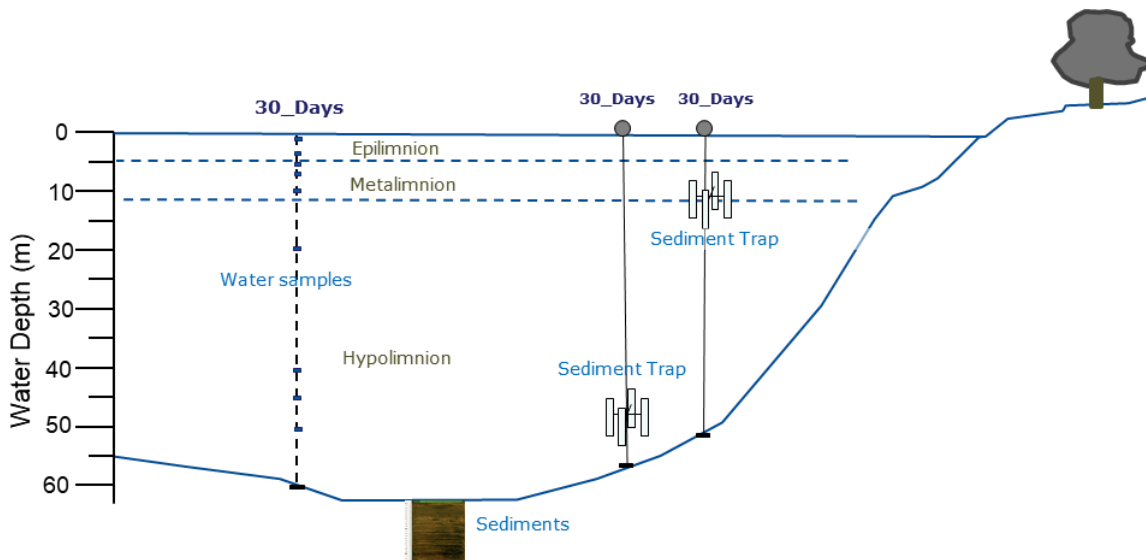 30_Days
30_Days
30_Days
0
Epilimnion
Metalimnion
10
Sediment Trap
20
Water samples
30
Hypolimnion
40
Sediment Trap
50
60
Sediments
Water Depth (m)